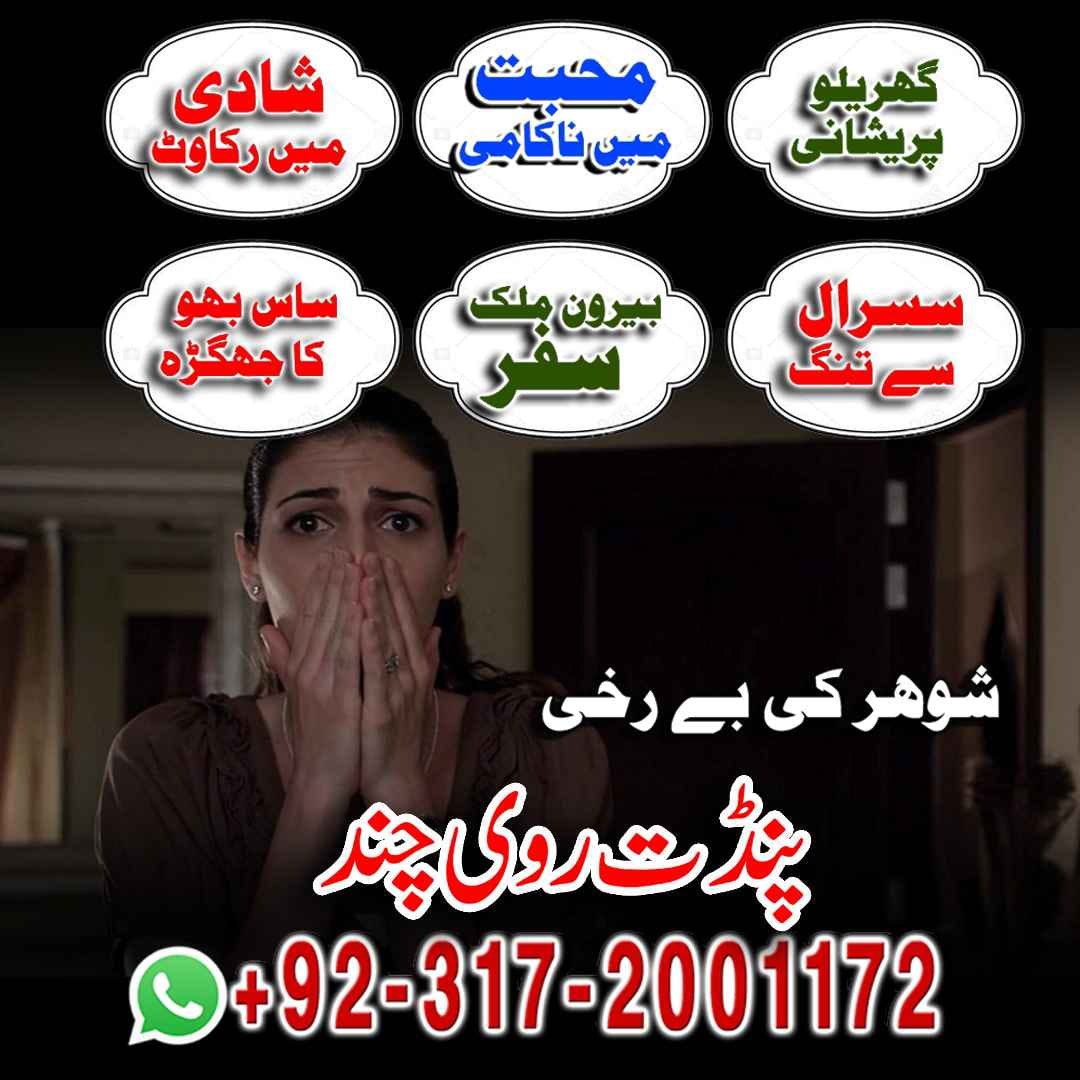 گھریلو
پریشانی
محبت
میں ناکامی
شادی
میں رکاوٹ
سسرال
سے تنگ
بیرون ملک
سفر
ساس بھو
کا جھگڑہ
شوھر کی بے رخی
پنڈت روی چند
+92-317-2001172